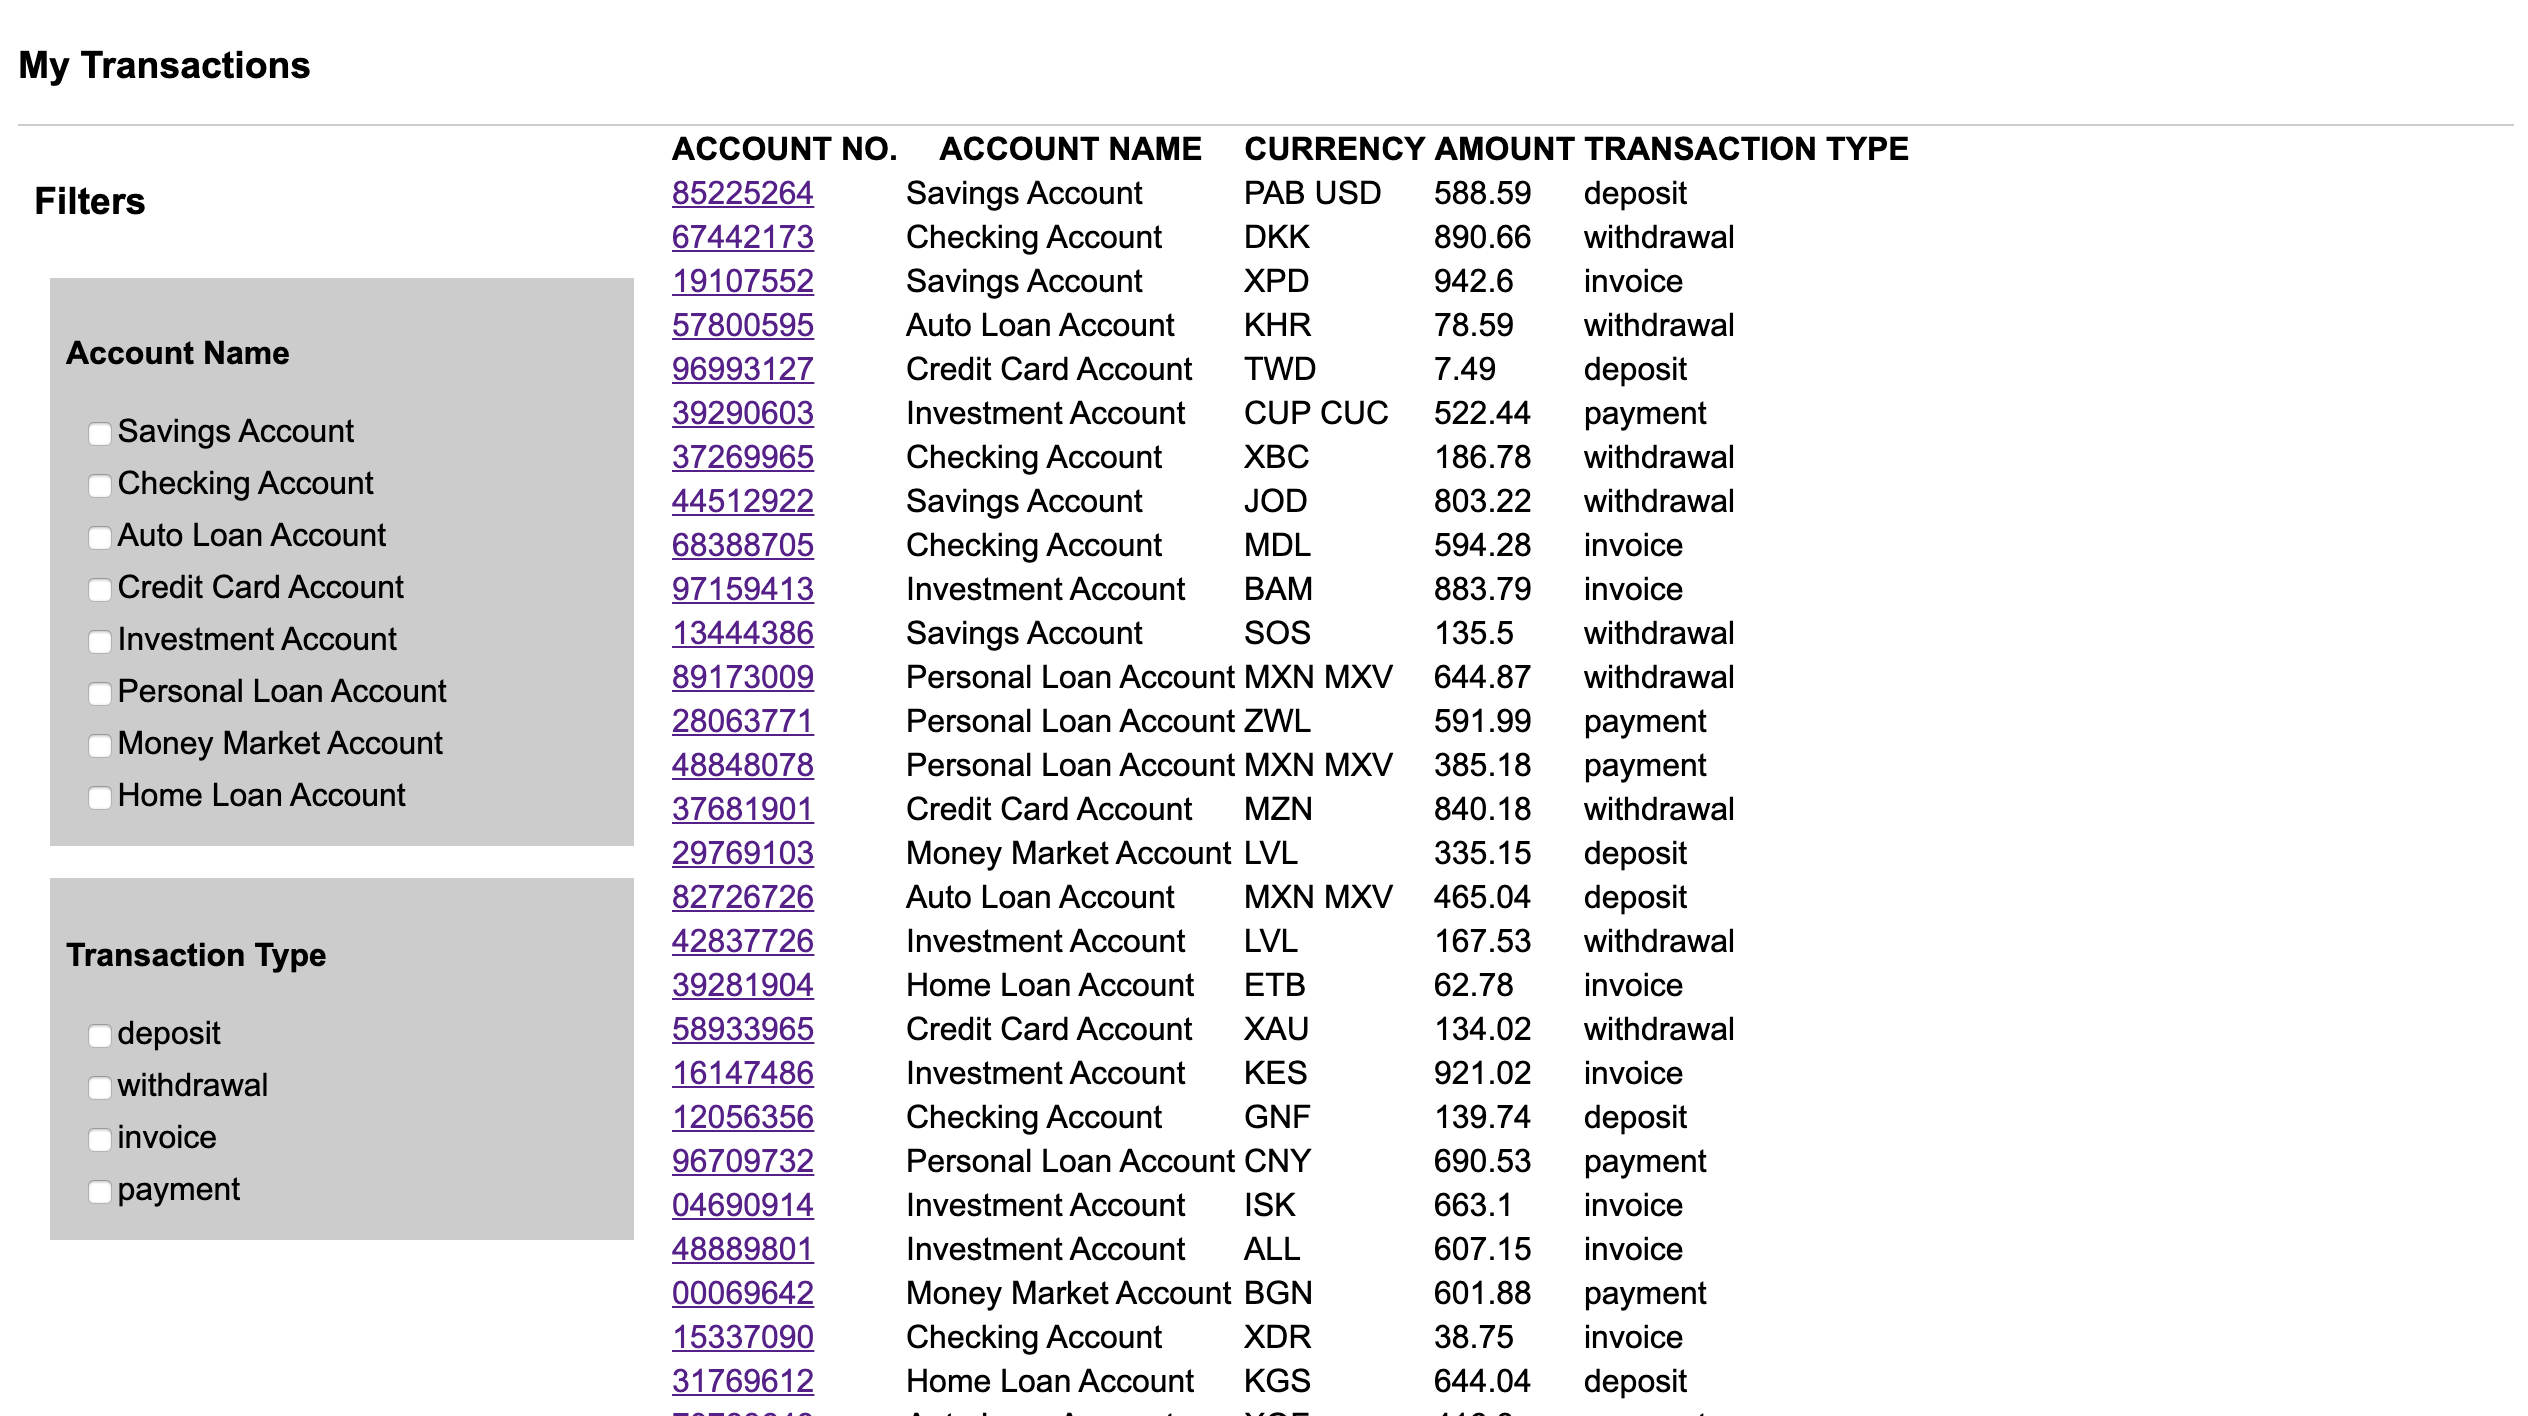 My Transactions
Filters
Account Name
Savings Account
Checking Account
Auto Loan Account
Credit Card Account
Investment Account
Personal Loan Account
Money Market Account
Home Loan Account
Transaction Type
deposit
withdrawal
invoice
payment
ACCOUNT NO. ACCOUNT NAME CURRENCY AMOUNT TRANSACTION TYPE
85225264 Savings Account PAB USD 588.59 deposit
67442173 Checking Account DKK 890.66 withdrawal
19107552 Savings Account XPD 942.6 invoice
57800595 Auto Loan Account KHR 78.59 withdrawal
96993127 Credit Card Account TWD 7.49 deposit
39290603 Investment Account CUP CUC 522.44 payment
37269965 Checking Account XBC 186.78 withdrawal
44512922 Savings Account JOD 803.22 withdrawal
68388705 Checking Account MDL 594.28 invoice
97159413 Investment Account BAM 883.79 invoice
13444386 Savings Account SOS 135.5 withdrawal
89173009 Personal Loan Account MXN MXV 644.87 withdrawal
28063771 Personal Loan Account ZWL 591.99 payment
48848078 Personal Loan Account MXN MXV 385.18 payment
37681901 Credit Card Account MZN 840.18 withdrawal
29769103 Money Market Account LVL 335.15 deposit
82726726 Auto Loan Account MXN MXV 465.04 deposit
42837726 Investment Account LVL 167.53 withdrawal
39281904 Home Loan Account ETB 62.78 invoice
58933965 Credit Card Account XAU 134.02 withdrawal
16147486 Investment Account KES 921.02 invoice
12056356 Checking Account GNF 139.74 deposit
96709732 Personal Loan Account CNY 690.53 payment
04690914 Investment Account ISK 663.1 invoice
48889801 Investment Account ALL 607.15 invoice
00069642 Money Market Account BGN 601.88 payment
15337090 Checking Account XDR 38.75 invoice
31769612 Home Loan Account KGS 644.04 deposit